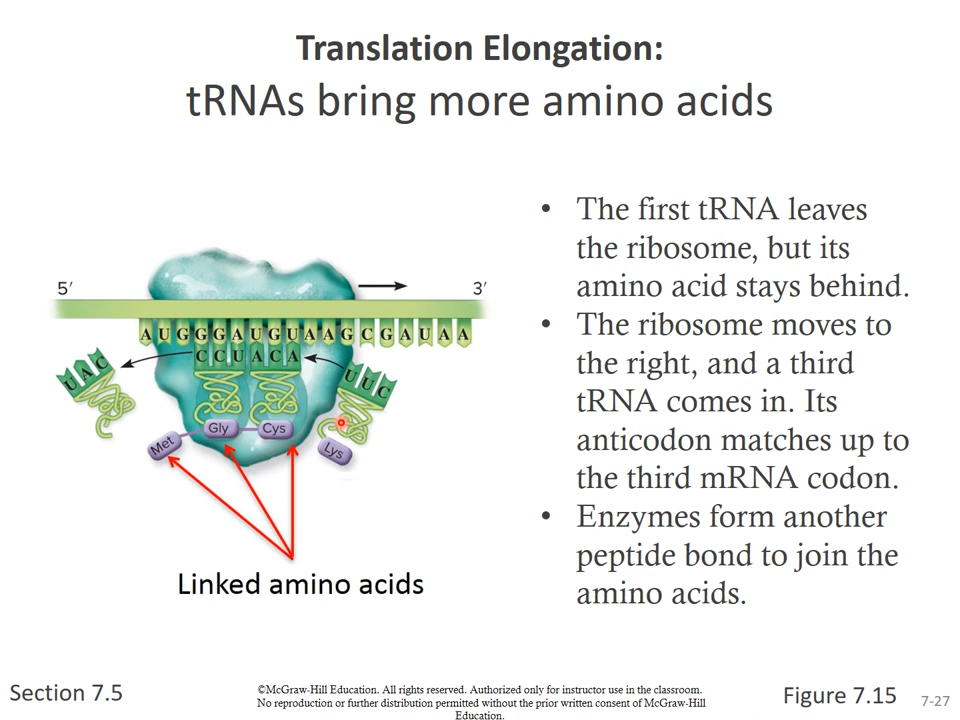 Translation Elongation:
tRNAs bring more amino acids
• The first tRNA leaves
the ribosome, but its
amino acid stays behind.
• The ribosome moves to
the right, and a third
tRNA comes in. Its
anticodon matches up to
the third mRNA codon.
• Enzymes form another
peptide bond to join the
amino acids.
5′ 3′
A U G G G A U G U A A G C G A U A A
C C U A C A
U A C
U U C
Met Gly Cys Lys
Linked amino acids
Section 7.5
©McGraw-Hill Education. All rights reserved. Authorized only for instructor use in the classroom.
No reproduction or further distribution permitted without the prior written consent of McGraw-Hill
Education.
Figure 7.15
7-27